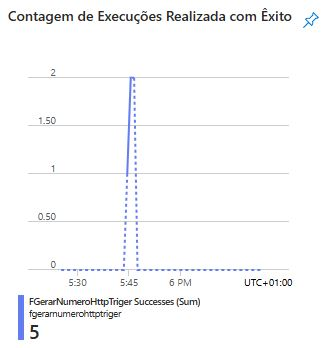 Contagem de Execuções Realizada com Êxito
2
1.50
1
0.50
0
5:30 5:45 6 PM UTC+01:00
FGerarNumeroHttpTriger Successes (Sum)
fgerarnumerohttptriger
5